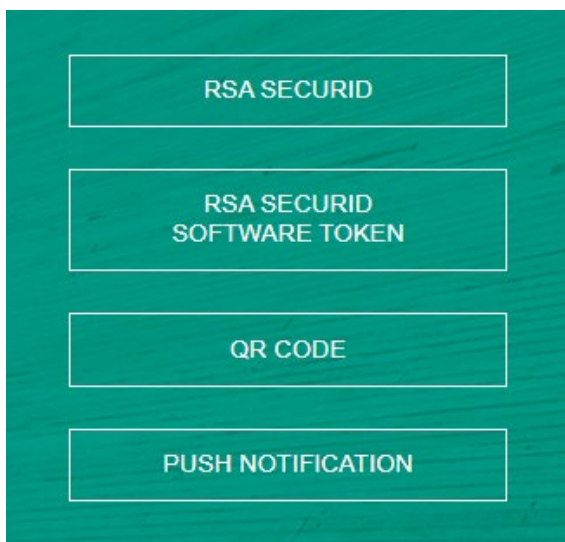 RSA SECURID
RSA SECURID
SOFTWARE TOKEN
QR CODE
PUSH NOTIFICATION